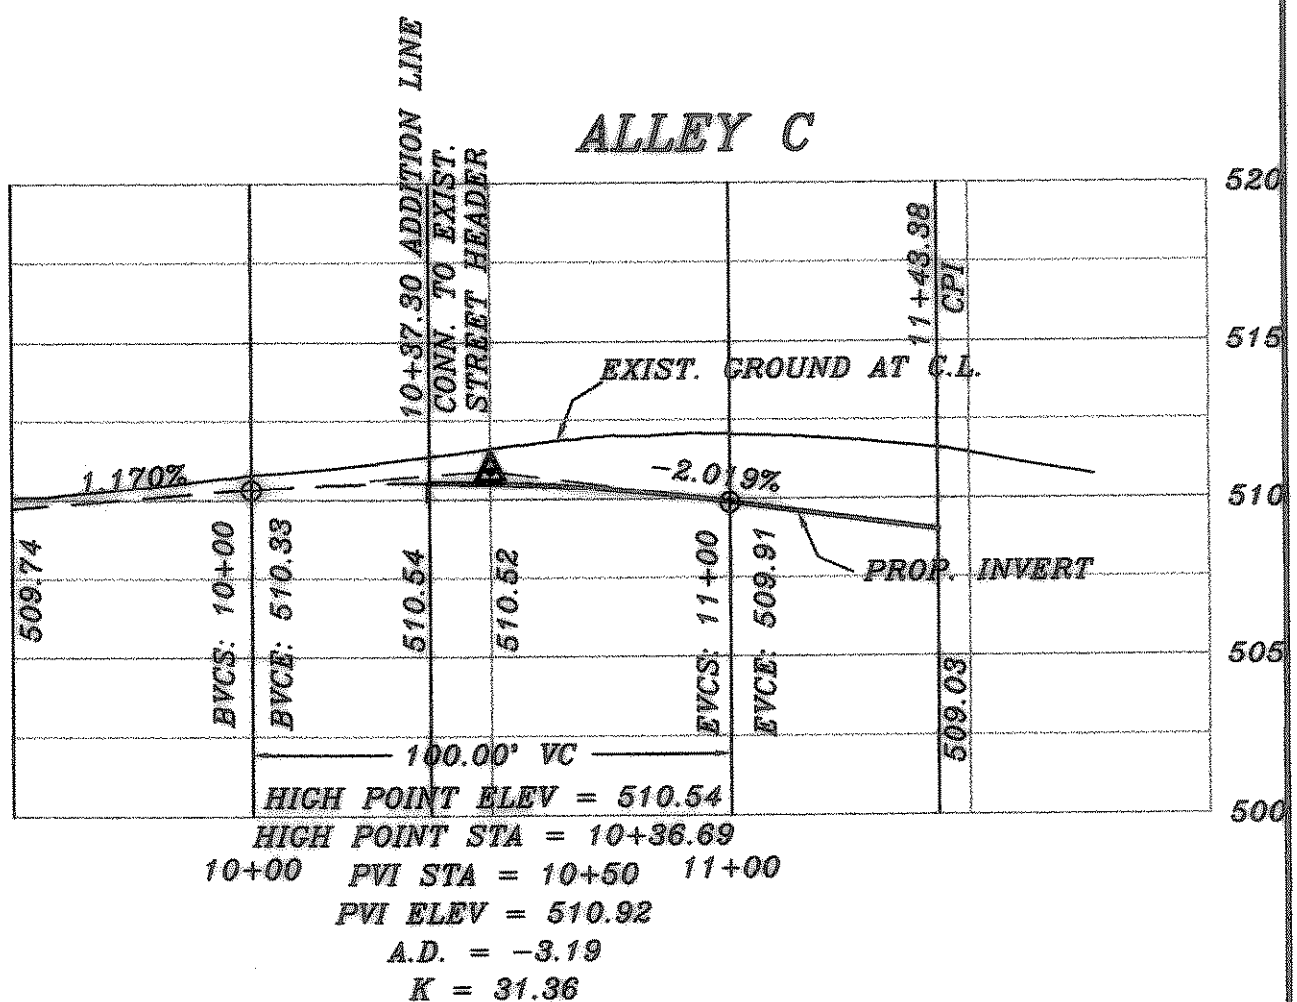 ALLEY C
10+37.30 ADDITION LINE
CONN. TO EXIST.
STREET HEADER
11+43.38
CPI
520
515
510
505
500
EXIST. GROUND AT C.L.
1.170%
-2.019%
PROP. INVERT
509.74
BVCS: 10+00
BVCE: 510.33
510.54
510.52
EVCS: 11+00
EVCE: 509.91
509.03
100.00' VC
HIGH POINT ELEV = 510.54
HIGH POINT STA = 10+36.69
10+00
PVI STA = 10+50
11+00
PVI ELEV = 510.92
A.D. = -3.19
K = 31.36